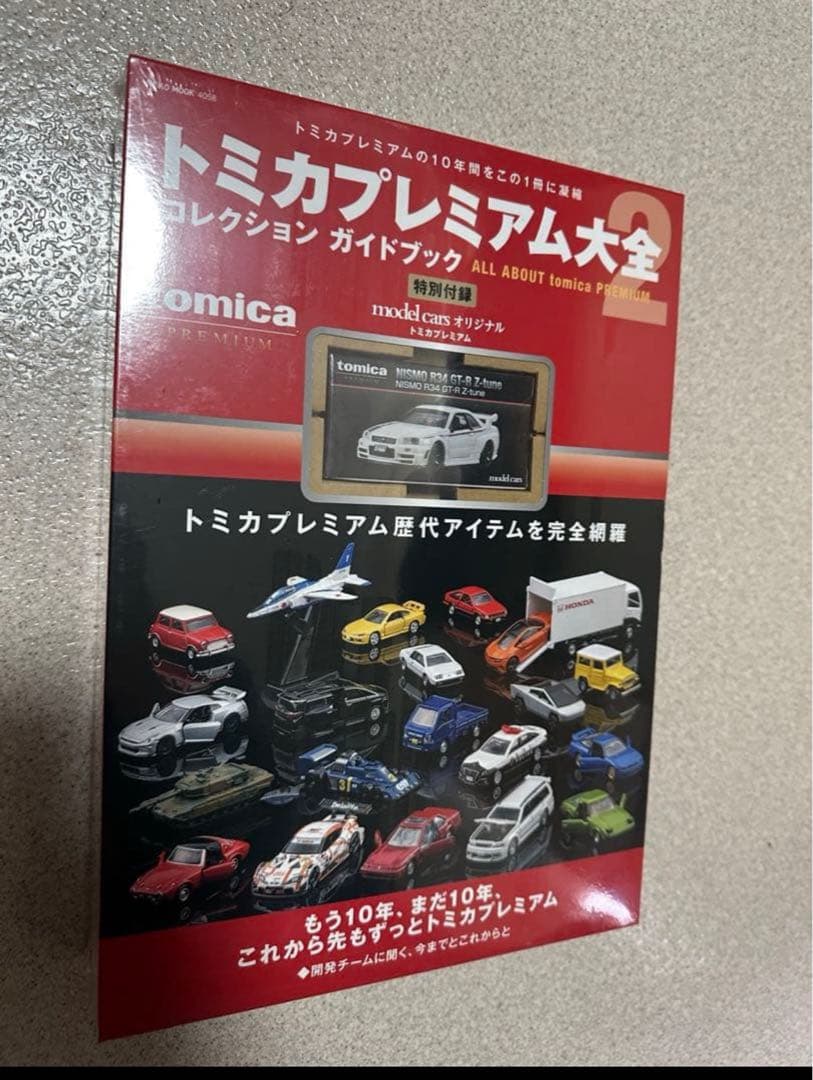 MOOK 4098
トミカプレミアムの10年間をこの1冊に凝縮
トミカプレミアム大全
2
コレクション ガイドブック
ALL ABOUT tomica PREMIUM
特別付録
model cars オリジナル
トミカプレミアム
tomica
PREMIUM
tomica
NISMO R34 GT-R Z-tune
NISMO R34 GT-R Z-tune
model cars
トミカプレミアム歴代アイテムを完全網羅
HONDA
もう10年、まだ10年、
これから先もずっとトミカプレミアム
◆開発チームに聞く、今までとこれからと